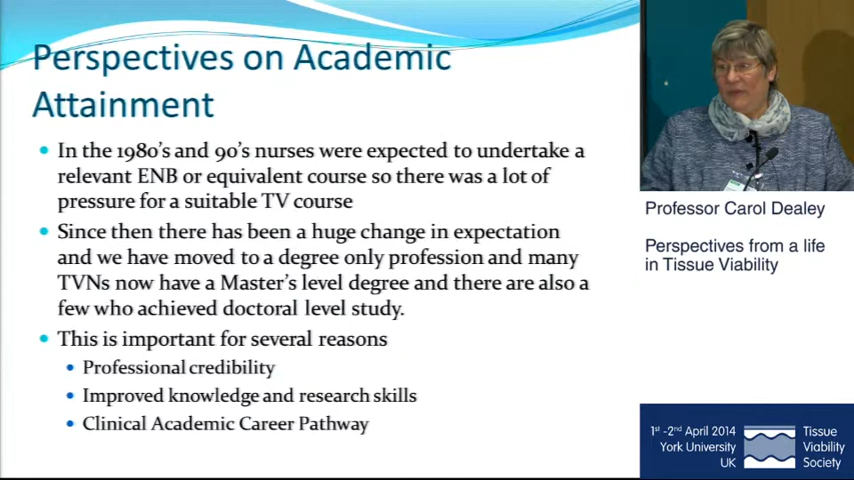 Perspectives on Academic
Attainment
In the 1980's and 90's nurses were expected to undertake a
relevant ENB or equivalent course so there was a lot of
pressure for a suitable TV course
Since then there has been a huge change in expectation
and we have moved to a degree only profession and many
TVNs now have a Master's level degree and there are also a
few who achieved doctoral level study.
This is important for several reasons
Professional credibility
Improved knowledge and research skills
Clinical Academic Career Pathway
Professor Carol Dealey
Perspectives from a life
in Tissue Viability
1st -2nd April 2014
York University
UK
Tissue
Viability
Society